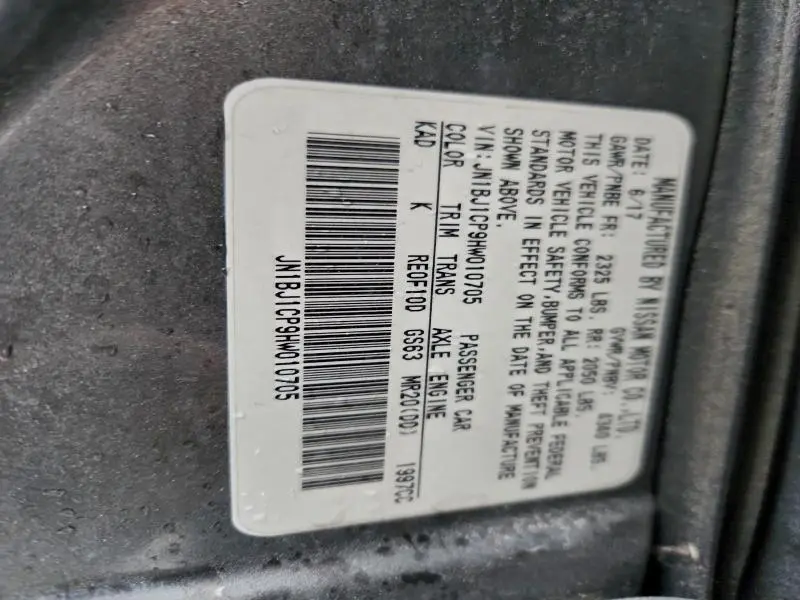 MANUFACTURED BY NISSAN MOTOR CO.,LTD.
DATE: 6/17 GVWR/PNBV: 4380 LBS.
GAWR/PNBE FR: 2325 LBS. RR: 2050 LBS.
THIS VEHICLE CONFORMS TO ALL APPLICABLE FEDERAL
MOTOR VEHICLE SAFETY,BUMPER,AND THEFT PREVENTION
STANDARDS IN EFFECT ON THE DATE OF MANUFACTURE
SHOWN ABOVE.
VIN:JN1BJ1CP9HW010705 PASSENGER CAR
COLOR TRIM TRANS AXLE ENGINE
KAD K RE0F10D GS63 MR20(DD) 1997CC
JN1BJ1CP9HW010705